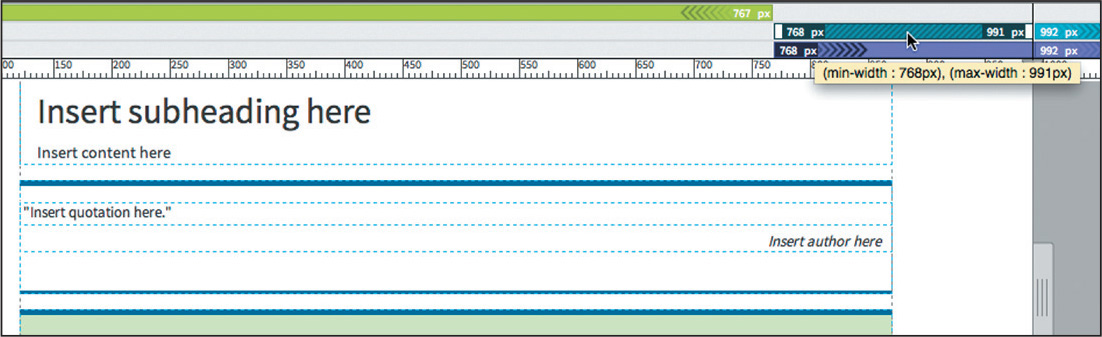 767 px
768 px 991 px 992 px
768 px 992 px
00 150 200 250 300 350 400 450 500 550 600 650 700 750
(min-width : 768px), (max-width : 991px)
Insert subheading here
Insert content here
"Insert quotation here."
Insert author here